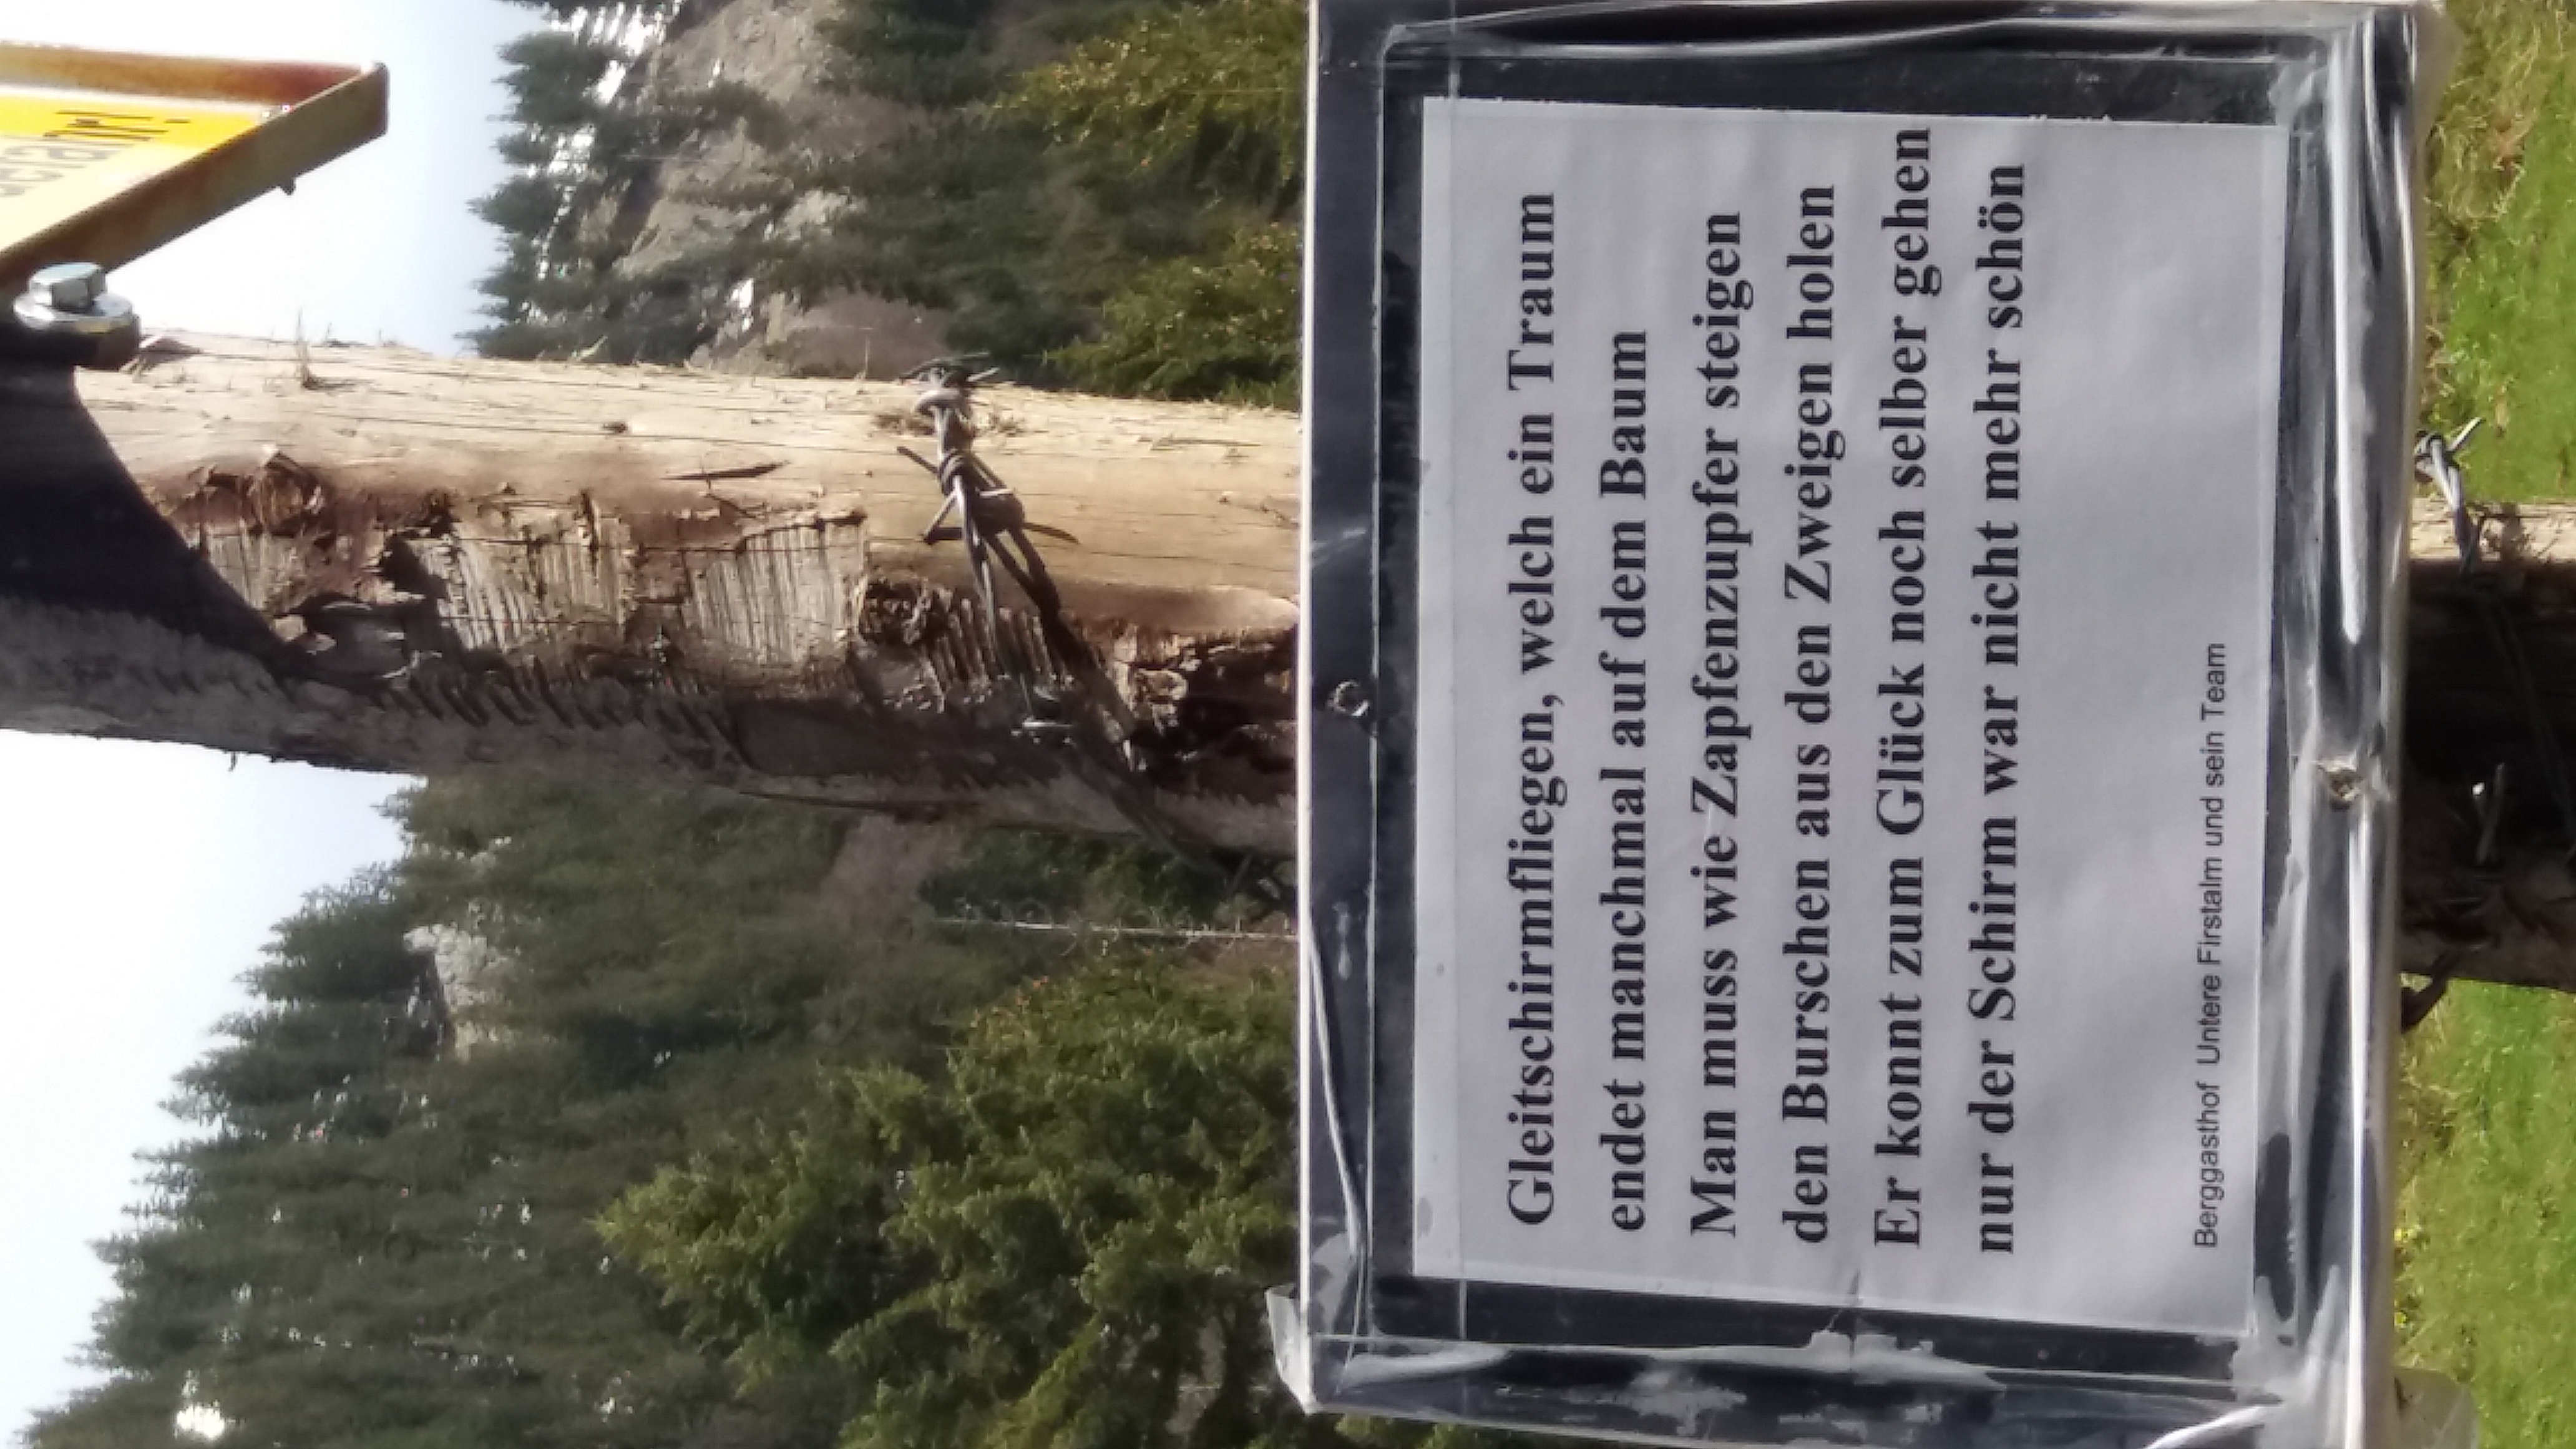 Gefahr!
Gleitschirmfliegen, welch ein Traum
endet manchmal auf dem Baum
Man muss wie Zapfenzupfer steigen
den Burschen aus den Zweigen holen
Er konnt zum Glück noch selber gehen
nur der Schirm war nicht mehr schön
Berggasthof Untere Firstalm und sein Team